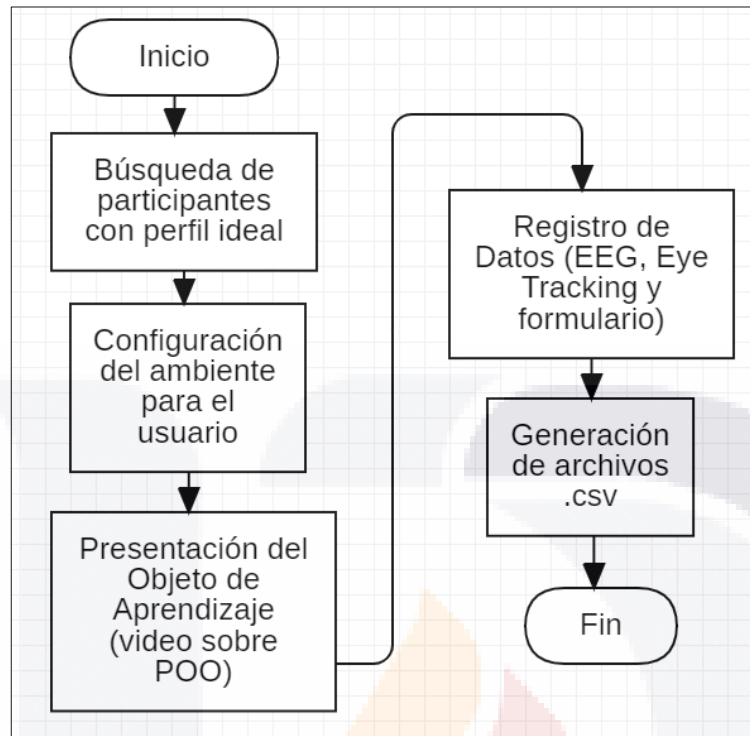 Inicio
Búsqueda de
participantes
con perfil ideal
Configuración
del ambiente
para el
usuario
Presentación del
Objeto de
Aprendizaje
(video sobre
POO)
Registro de
Datos (EEG, Eye
Tracking y
formulario)
Generación
de archivos
.csv
Fin